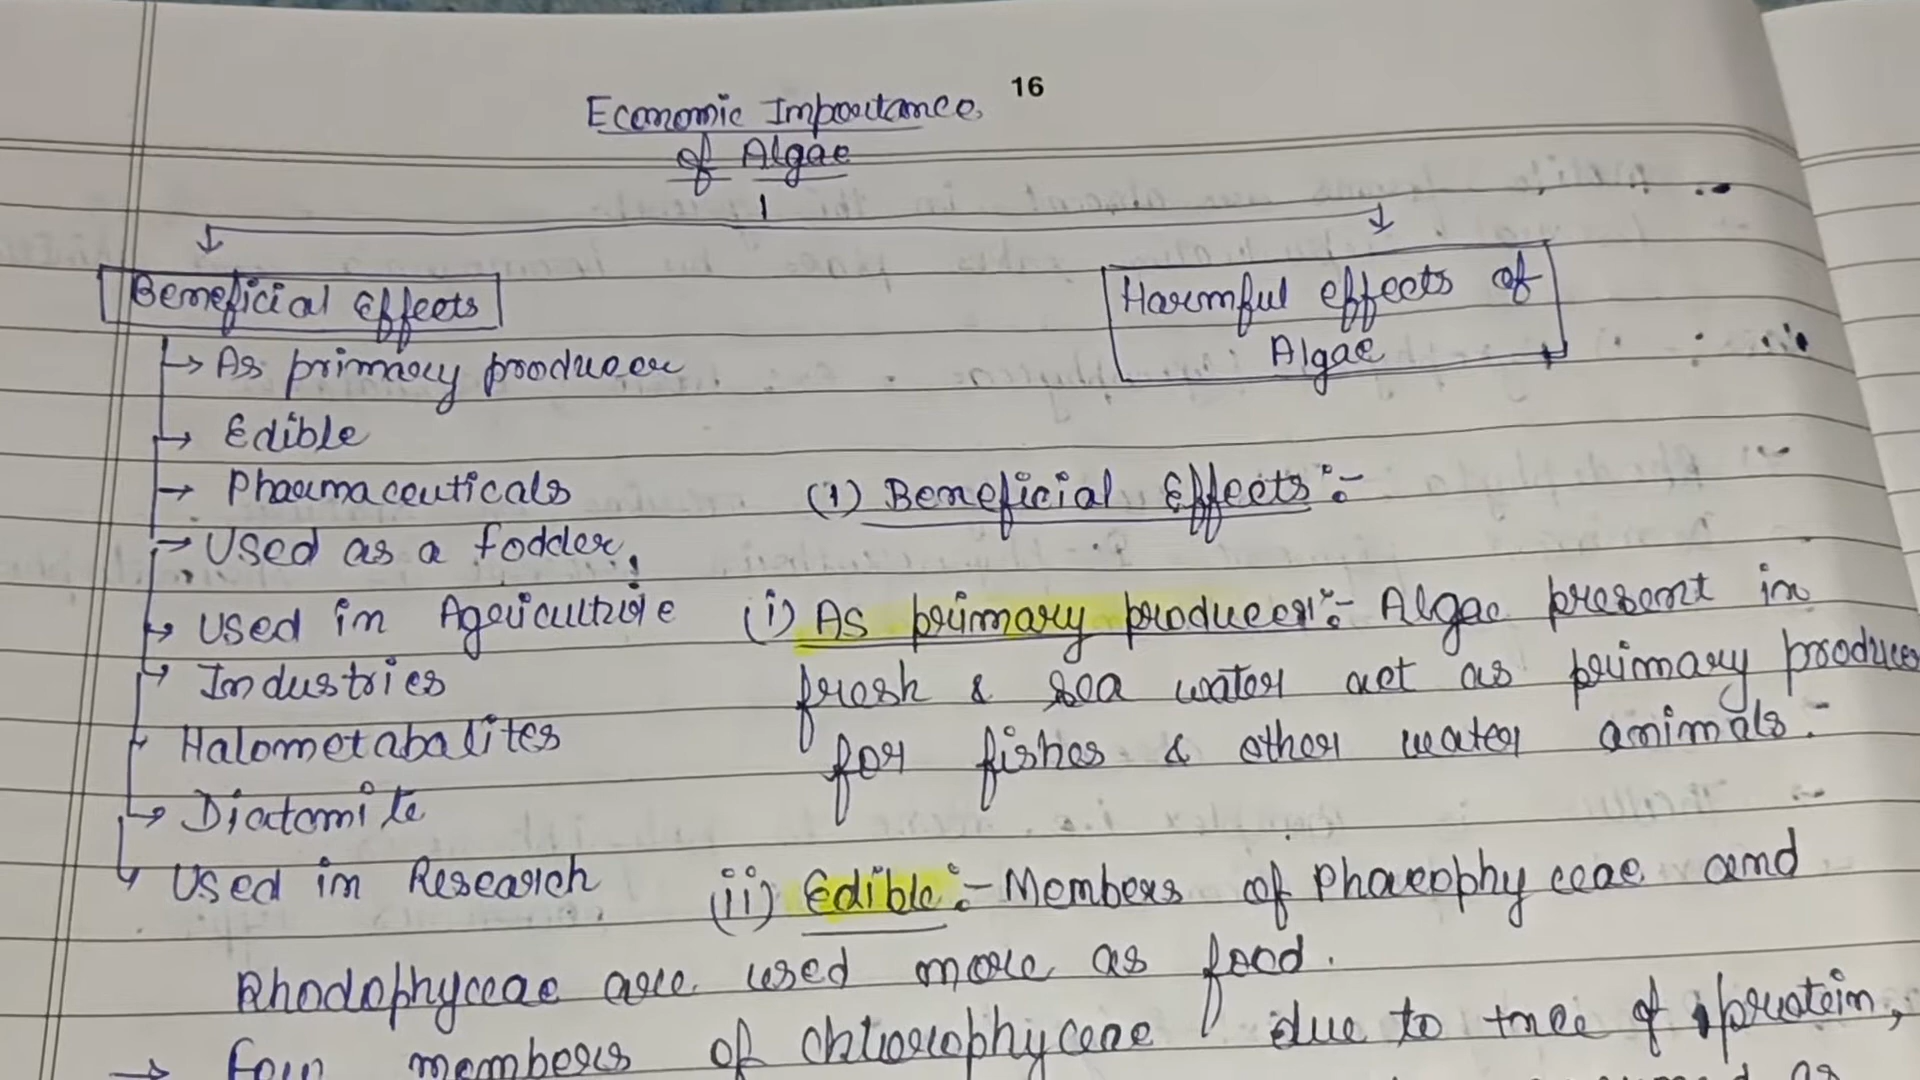 16
Economic Importance
of Algae
Beneficial Effects
Harmful effects of
Algae
→ As primary producer
→ Edible
→ Pharmaceuticals
→ Used as a fodder.
→ Used in Agriculture
→ Industries
Halometabalites
→ Diatomite
Used in Research
(1) Beneficial Effects :-
(i) As primary producer :- Algae present in
fresh & sea water act as primary produce
for fishes & other water animals.
(ii) Edible :- Members of Phaeophyceae and
Rhodophyceae are used more as food.
→ few members of chlorophyceae due to of protein,
as